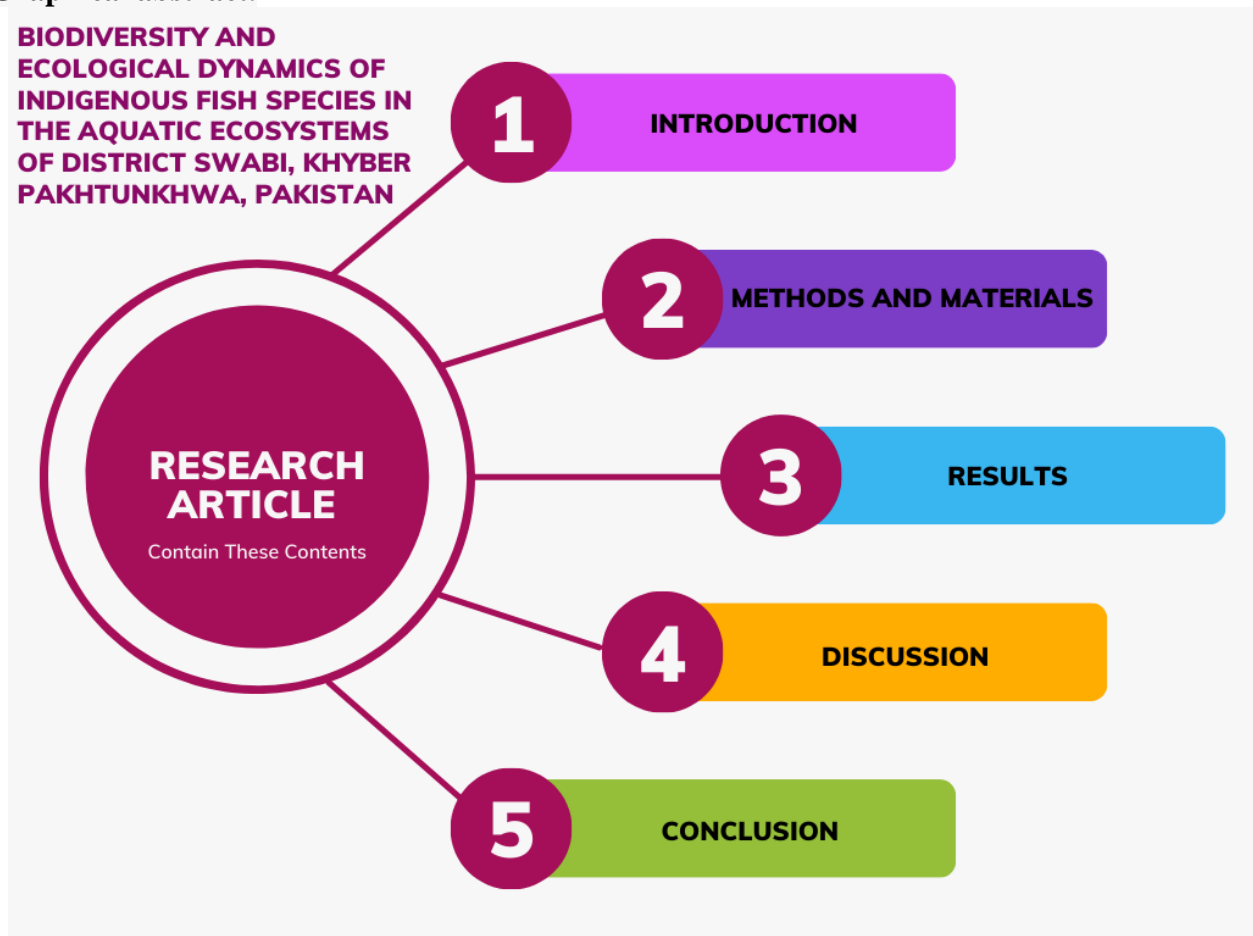 BIODIVERSITY AND
ECOLOGICAL DYNAMICS OF
INDIGENOUS FISH SPECIES IN
THE AQUATIC ECOSYSTEMS
OF DISTRICT SWABI, KHYBER
PAKHTUNKHWA, PAKISTAN
1
INTRODUCTION
2
METHODS AND MATERIALS
3
RESULTS
RESEARCH
ARTICLE
Contain These Contents
4
DISCUSSION
5
CONCLUSION